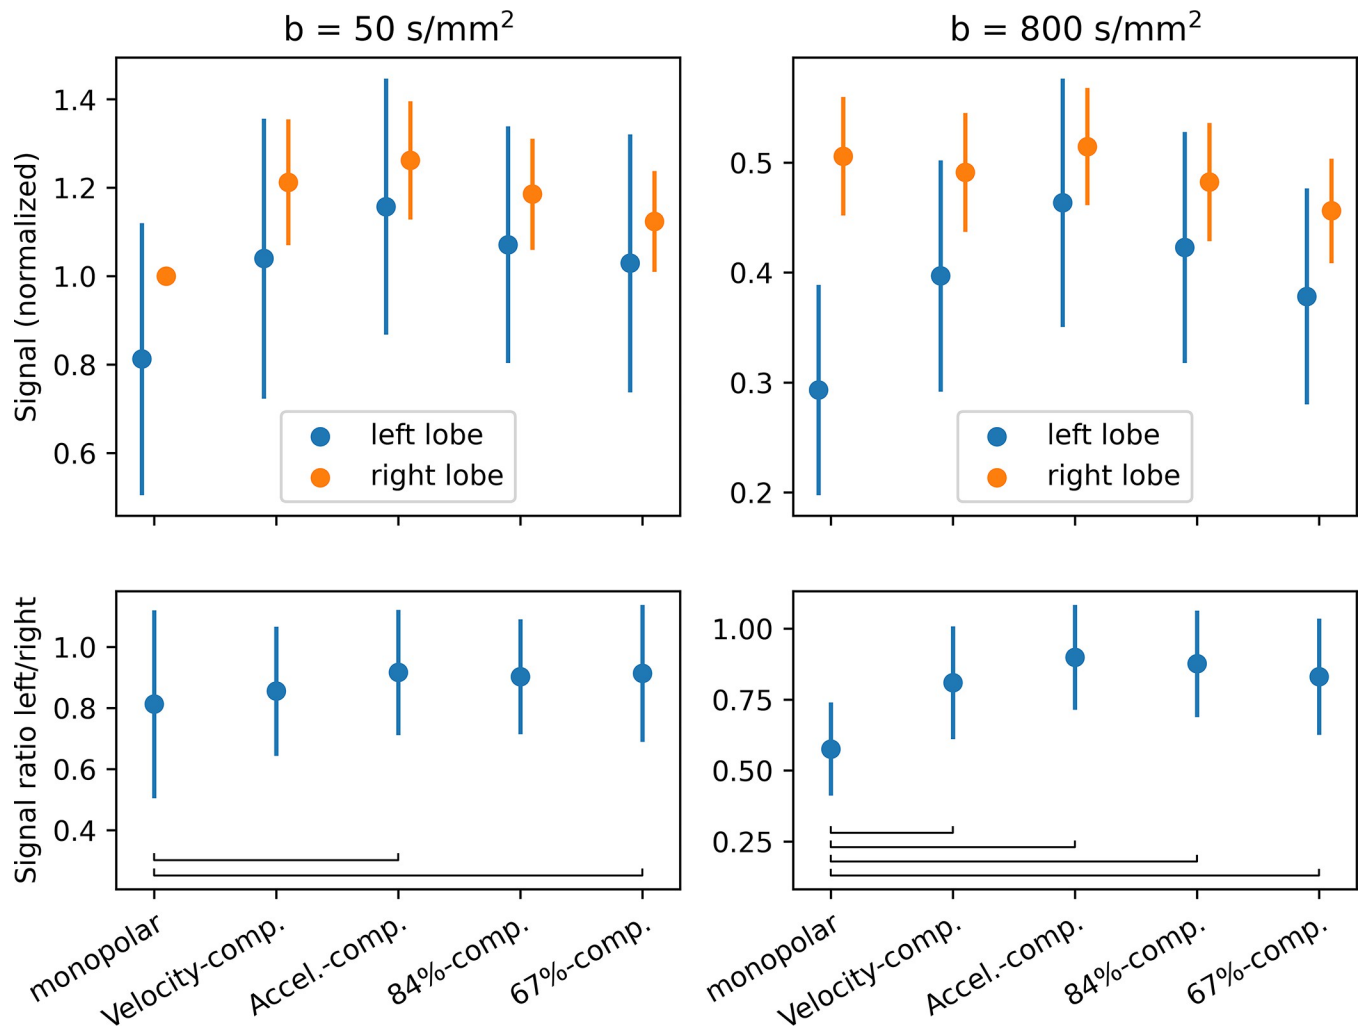 b = 50 s/mm²
b = 800 s/mm²
Signal (normalized)
1.4
1.2
1.0
0.8
0.6
left lobe
right lobe
0.5
0.4
0.3
0.2
left lobe
right lobe
Signal ratio left/right
1.0
0.8
0.6
0.4
1.00
0.75
0.50
0.25
monopolar
Velocity-comp.
Accel.-comp.
84%-comp.
67%-comp.
monopolar
Velocity-comp.
Accel.-comp.
84%-comp.
67%-comp.